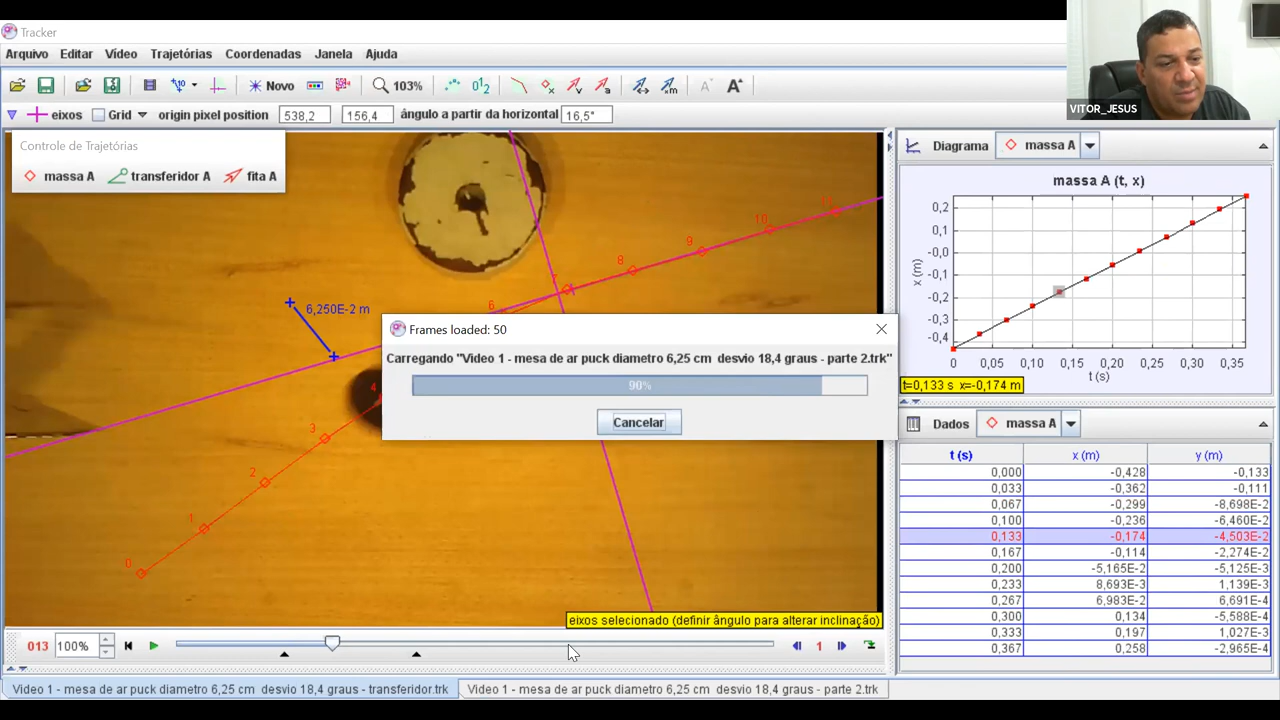 Tracker
Arquivo Editar Vídeo Trajetórias Coordenadas Janela Ajuda
Novo 103%
eixos Grid origin pixel position 538,2 156,4 ângulo a partir da horizontal 16,5°
VITOR_JESUS
Controle de Trajetórias
massa A transferidor A fita A
6,250E-2 m
0
1
2
3
4
6
7
8
9
10
11
Frames loaded: 50
Carregando "Video 1 - mesa de ar puck diametro 6,25 cm desvio 18,4 graus - parte 2.trk"
90%
Cancelar
eixos selecionado (definir ângulo para alterar inclinação)
013 100% 1
Video 1 - mesa de ar puck diametro 6,25 cm desvio 18,4 graus - transferidor.trk
Video 1 - mesa de ar puck diametro 6,25 cm desvio 18,4 graus - parte 2.trk
Diagrama massa A
massa A (t, x)
x (m)
0,2
0,1
-0,0
-0,1
-0,2
-0,3
-0,4
0 0,05 0,10 0,15 0,20 0,25 0,30 0,35
t (s)
t=0,133 s x=-0,174 m
Dados massa A
t (s) x (m) y (m)
0,000 -0,428 -0,133
0,033 -0,362 -0,111
0,067 -0,299 -8,698E-2
0,100 -0,236 -6,460E-2
0,133 -0,174 -4,503E-2
0,167 -0,114 -2,274E-2
0,200 -5,165E-2 -5,125E-3
0,233 8,693E-3 1,139E-3
0,267 6,983E-2 6,691E-4
0,300 0,134 -5,588E-4
0,333 0,197 1,027E-3
0,367 0,258 -2,965E-4